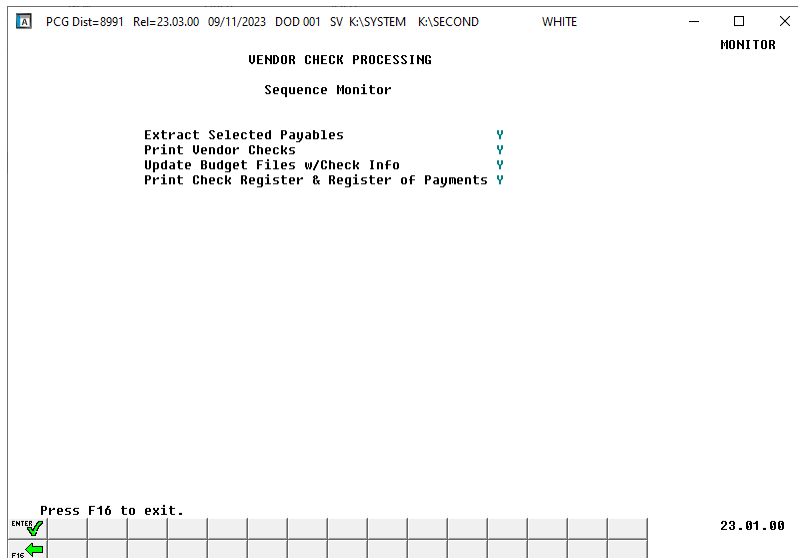 A PCG Dist=8991 Rel=23.03.00 09/11/2023 DOD 001 SV K:\SYSTEM K:\SECOND WHITE
MONITOR
VENDOR CHECK PROCESSING
Sequence Monitor
Extract Selected Payables Y
Print Vendor Checks Y
Update Budget Files w/Check Info Y
Print Check Register & Register of Payments Y
Press F16 to exit.
ENTER
23.01.00
F16